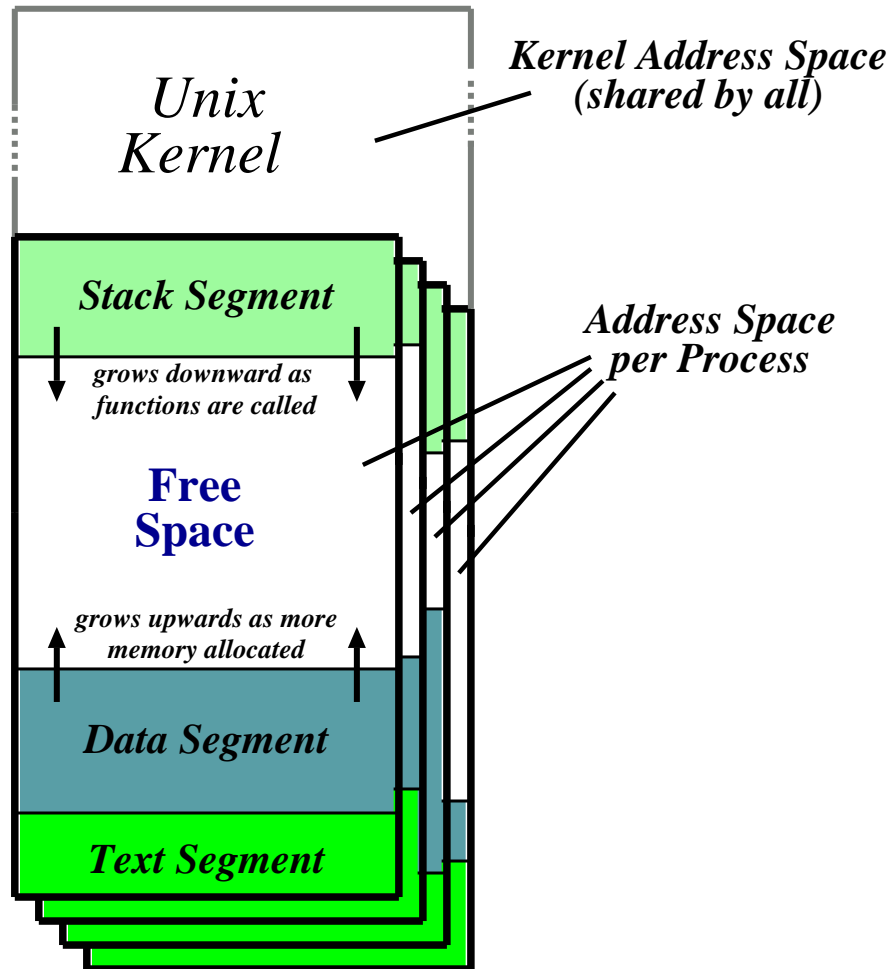 Unix
Kernel
Kernel Address Space
(shared by all)
Stack Segment
grows downward as
functions are called
Address Space
per Process
Free
Space
grows upwards as more
memory allocated
Data Segment
Text Segment